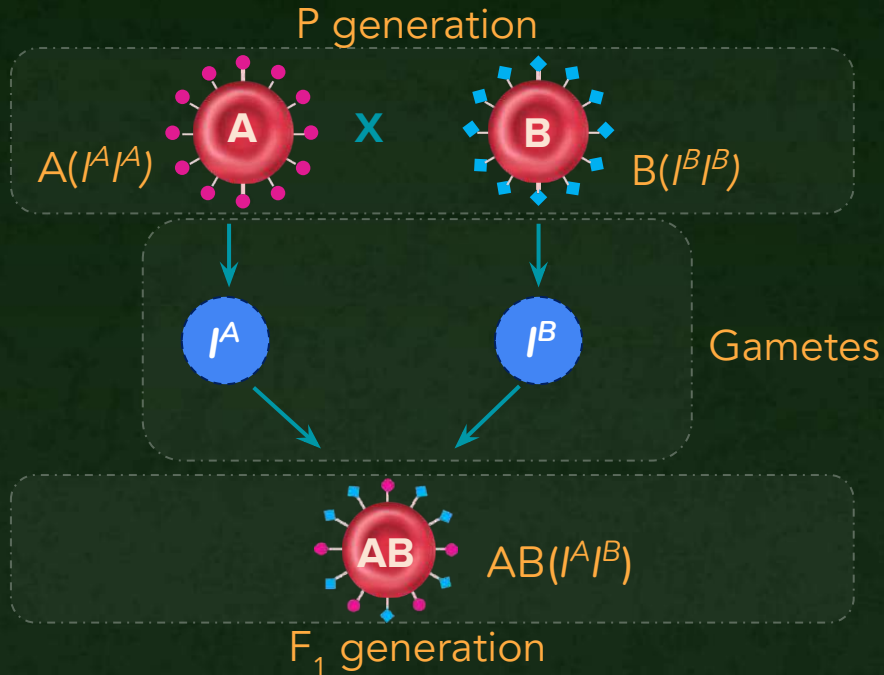 P generation
A X B
A(IᴬIᴬ) B(IᴮIᴮ)
Iᴬ Iᴮ
Gametes
AB AB(IᴬIᴮ)
F₁ generation